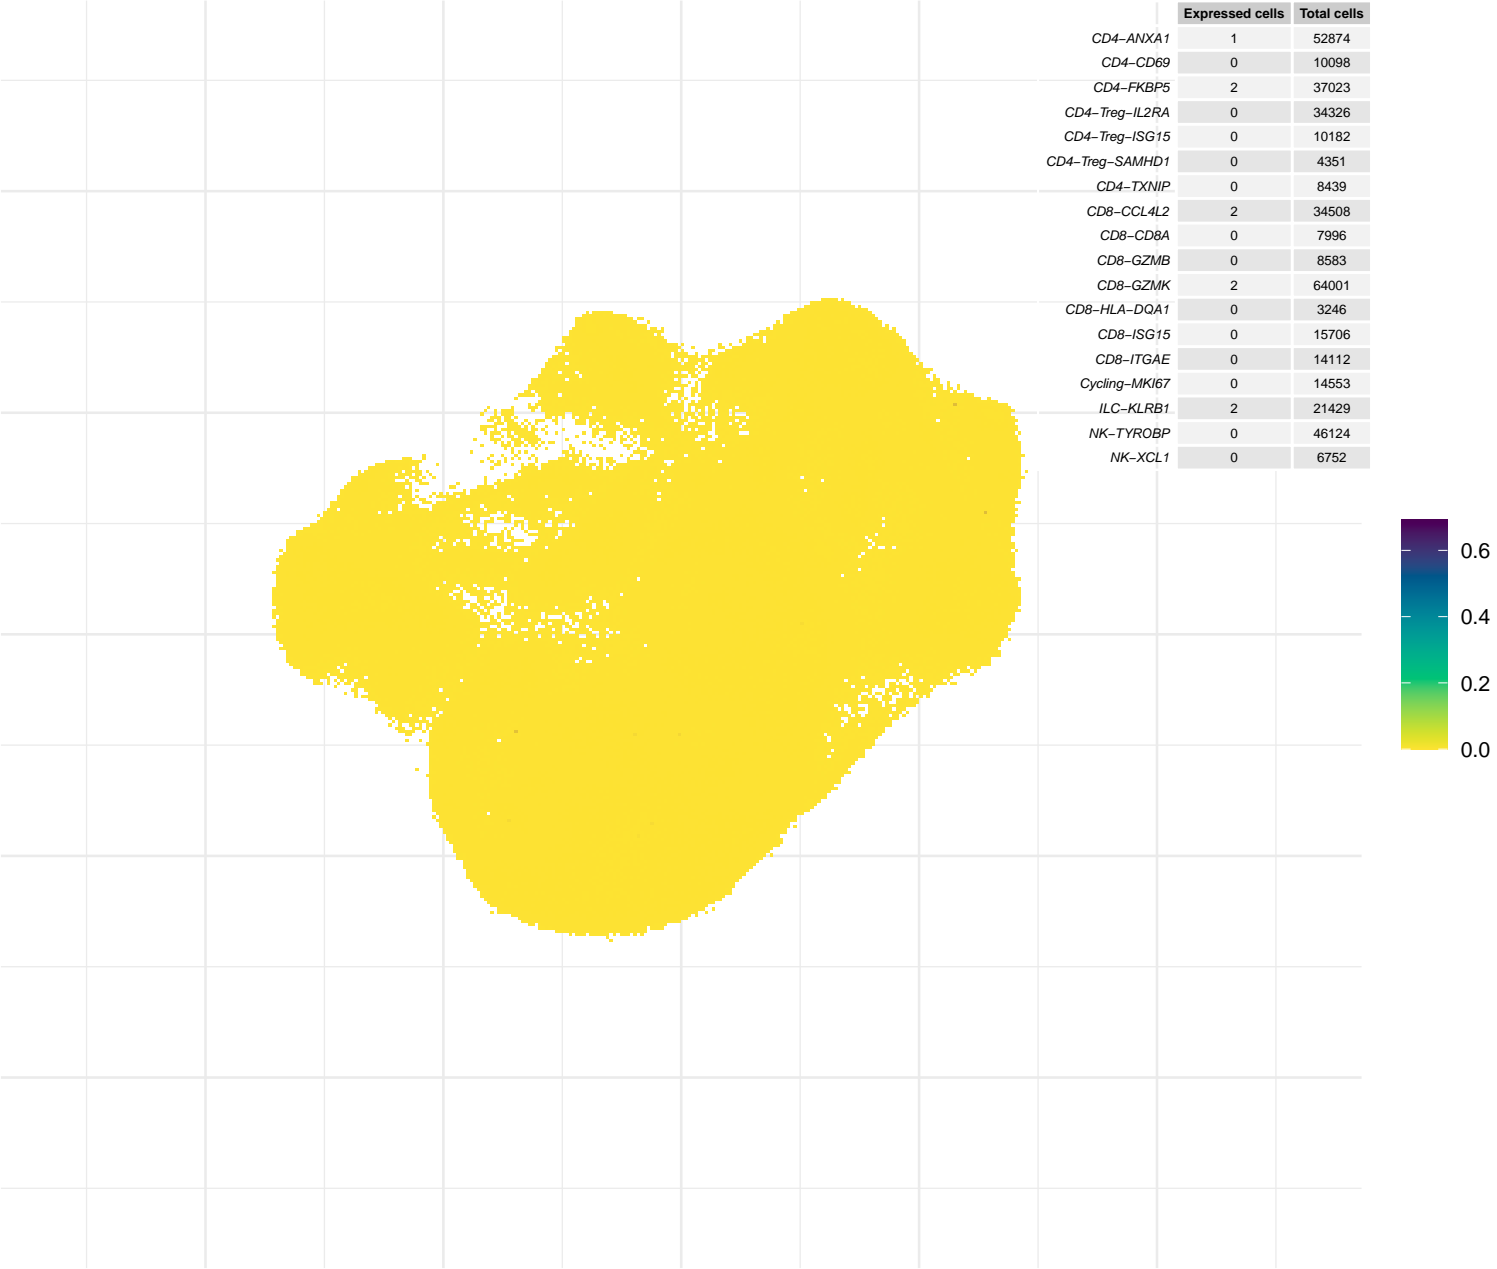 Expressed cells Total cells
CD4−ANXA1 1 52874
CD4−CD69 0 10098
CD4−FKBP5 2 37023
CD4−Treg−IL2RA 0 34326
CD4−Treg−ISG15 0 10182
CD4−Treg−SAMHD1 0 4351
CD4−TXNIP 0 8439
CD8−CCL4L2 2 34508
CD8−CD8A 0 7996
CD8−GZMB 0 8583
CD8−GZMK 2 64001
CD8−HLA−DQA1 0 3246
CD8−ISG15 0 15706
CD8−ITGAE 0 14112
Cycling−MKI67 0 14553
ILC−KLRB1 2 21429
NK−TYROBP 0 46124
NK−XCL1 0 6752
0.6
0.4
0.2
0.0